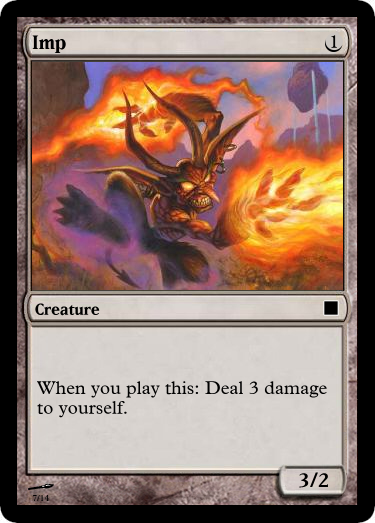 Imp 1
Creature
When you play this: Deal 3 damage
to yourself.
3/2
7/14